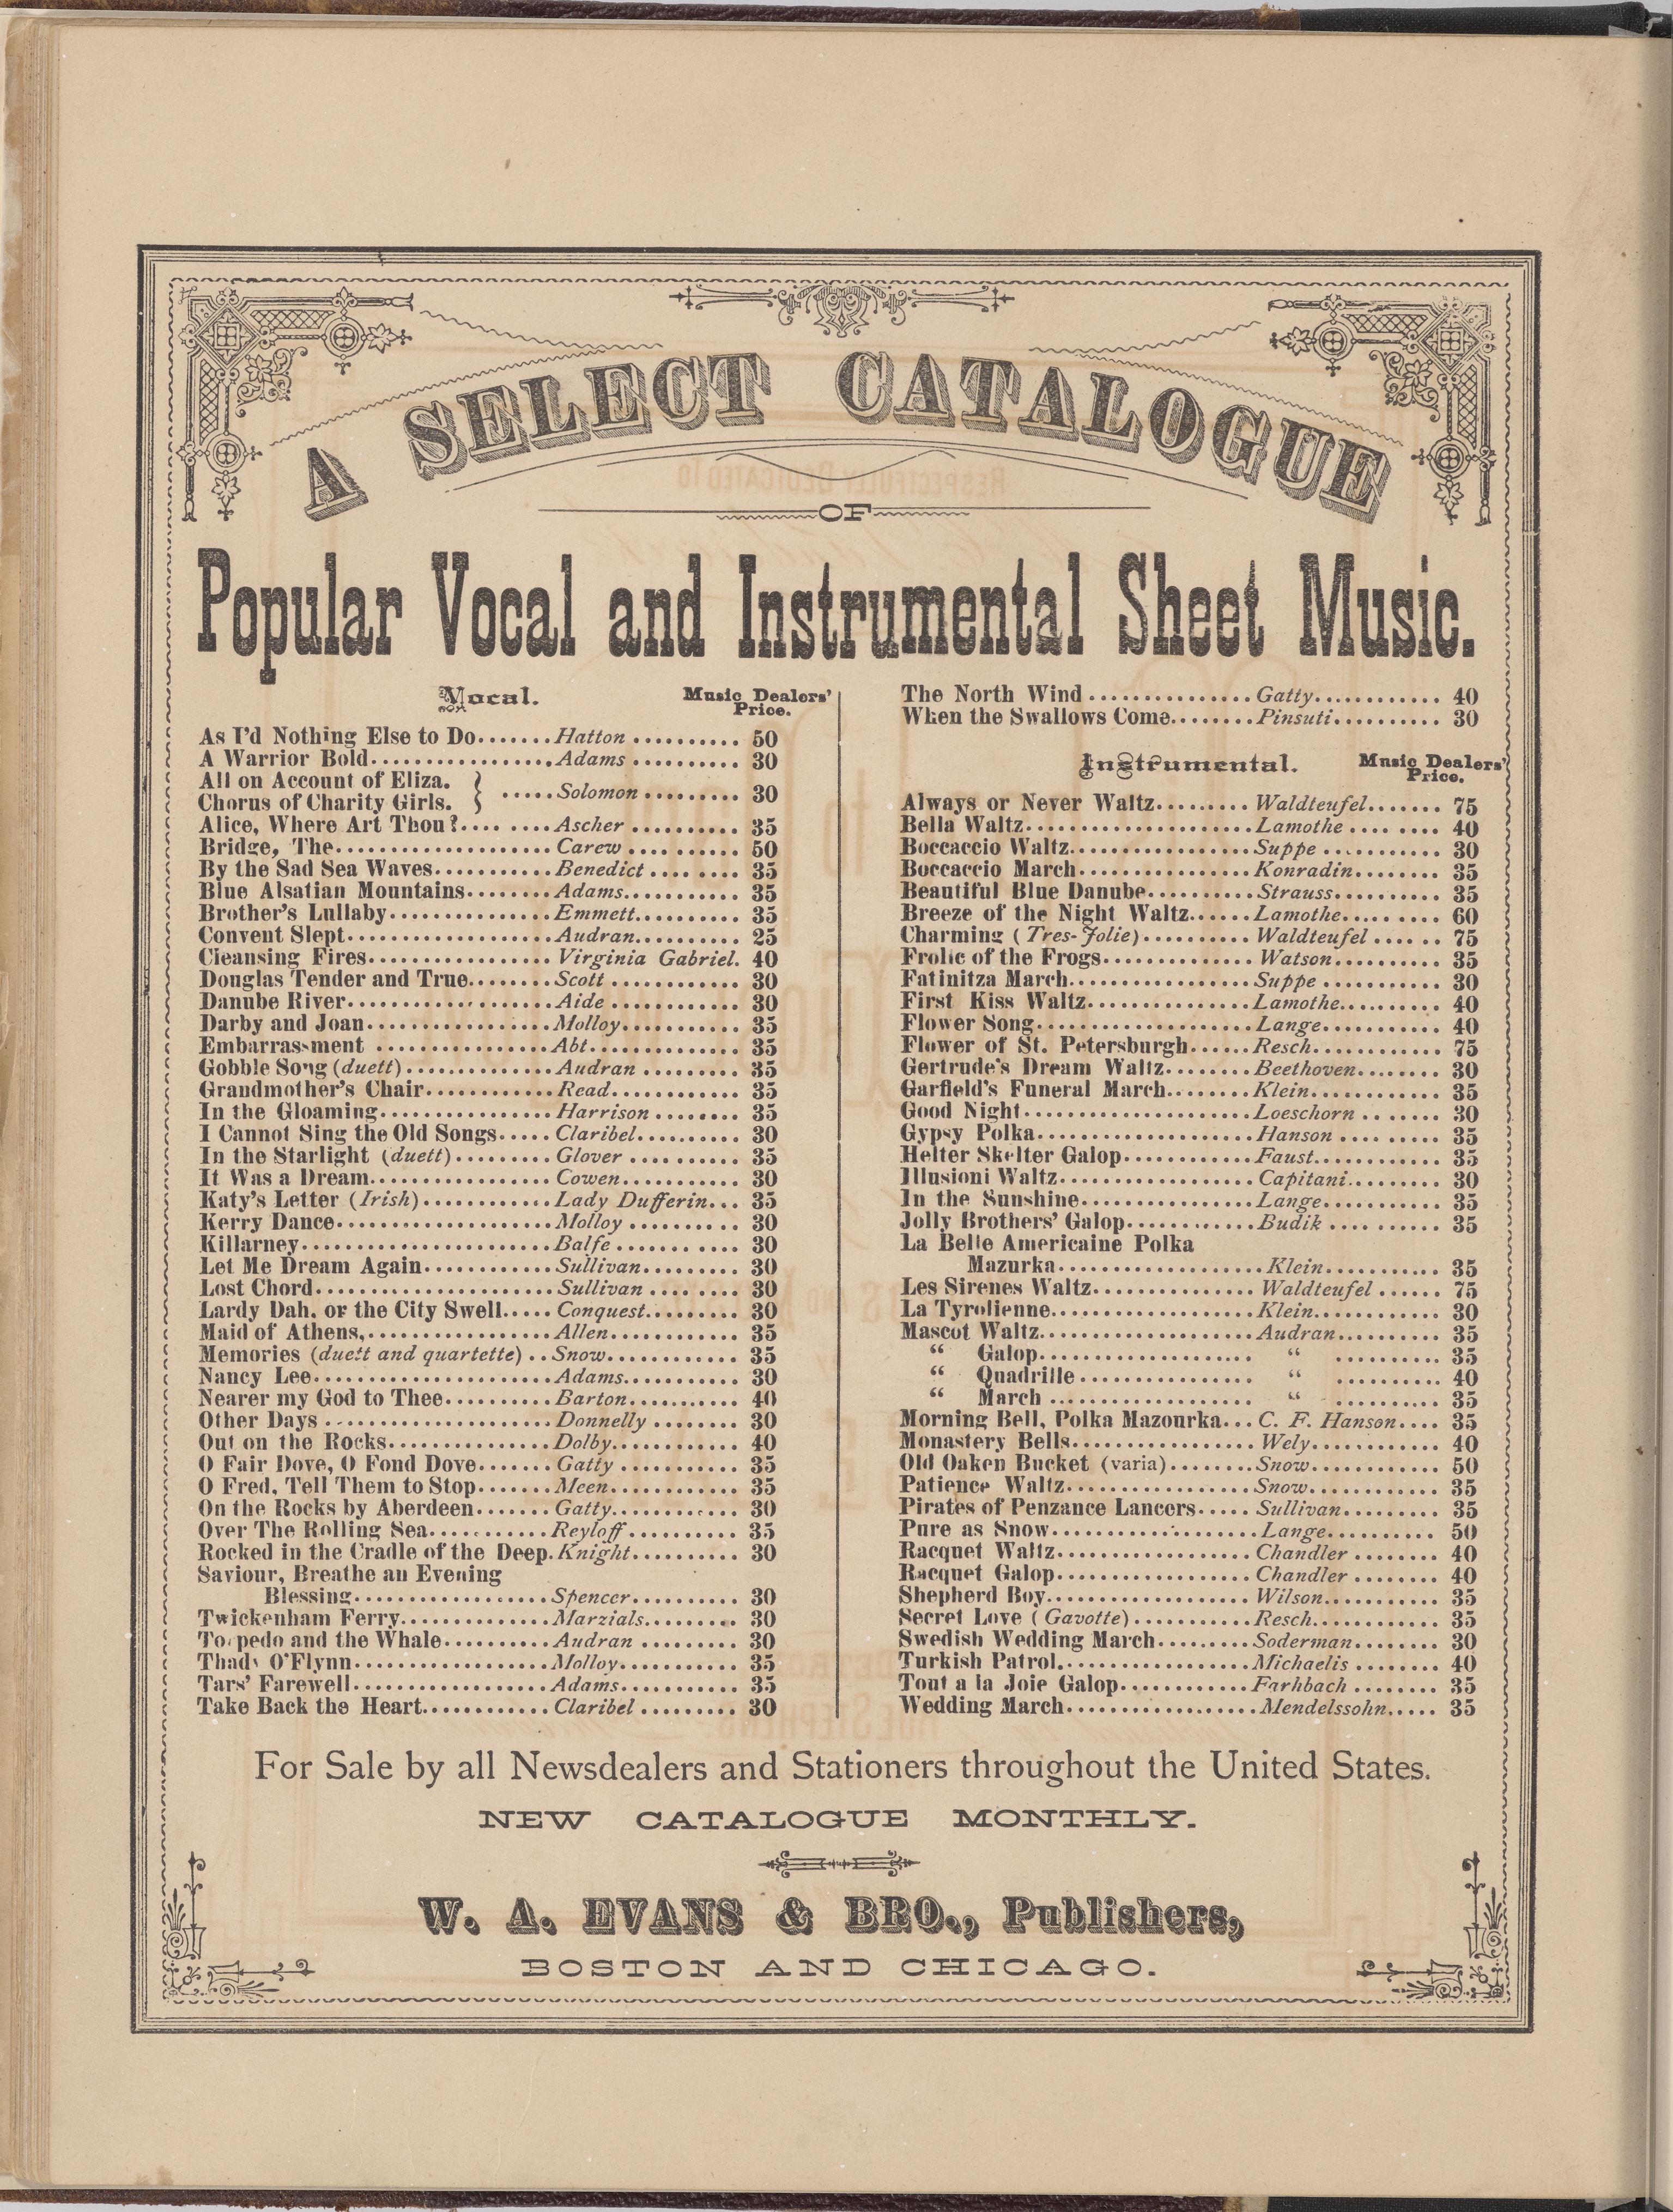 A SELECT CATALOGUE
OF
Popular Vocal and Instrumental Sheet Music.
Vocal. Music Dealers' Price.
As I'd Nothing Else to Do.......Hatton .......... 50
A Warrior Bold..................Adams .......... 30
All on Account of Eliza.
Chorus of Charity Girls. } .....Solomon ......... 30
Alice, Where Art Thou?.... ....Ascher .......... 35
Bridge, The....................Carew .......... 50
By the Sad Sea Waves...........Benedict ........ 35
Blue Alsatian Mountains........Adams.......... 35
Brother's Lullaby...............Emmett.......... 35
Convent Slept...................Audran.......... 25
Cleansing Fires..................Virginia Gabriel. 40
Douglas Tender and True........Scott ............ 30
Danube River....................Aide ............ 30
Darby and Joan..................Molloy........... 35
Embarrassment ................Abt.............. 35
Gobble Song (duett)..............Audran ......... 35
Grandmother's Chair............Read............ 35
In the Gloaming.................Harrison ........ 35
I Cannot Sing the Old Songs.....Claribel.......... 30
In the Starlight (duett).........Glover .......... 35
It Was a Dream..................Cowen........... 30
Katy's Letter (Irish)............Lady Dufferin... 35
Kerry Dance.....................Molloy .......... 30
Killarney........................Balfe ........... 30
Let Me Dream Again............Sullivan......... 30
Lost Chord.......................Sullivan ........ 30
Lardy Dah, or the City Swell.....Conquest......... 30
Maid of Athens,..................Allen............ 35
Memories (duett and quartette) ..Snow............ 35
Nancy Lee.......................Adams........... 30
Nearer my God to Thee..........Barton.......... 40
Other Days ......................Donnelly ........ 30
Out on the Rocks................Dolby............ 40
O Fair Dove, O Fond Dove.......Gatty ........... 35
O Fred, Tell Them to Stop.......Meen............ 35
On the Rocks by Aberdeen.......Gatty........... 30
Over The Rolling Sea............Reyloff.......... 35
Rocked in the Cradle of the Deep.Knight.......... 30
Saviour, Breathe an Evening
Blessing...................Spencer.......... 30
Twickenham Ferry..............Marzials......... 30
Torpedo and the Whale..........Audran ......... 30
Thady O'Flynn...................Molloy........... 35
Tars' Farewell...................Adams........... 35
Take Back the Heart............Claribel ......... 30
The North Wind ...............Gatty............ 40
When the Swallows Come........Pinsuti.......... 30
Instrumental. Music Dealers' Price.
Always or Never Waltz.........Waldteufel....... 75
Bella Waltz......................Lamothe ........ 40
Boccaccio Waltz.................Suppe ........... 30
Boccaccio March................Konradin........ 35
Beautiful Blue Danube..........Strauss.......... 35
Breeze of the Night Waltz......Lamothe......... 60
Charming (Tres-Jolie)..........Waldteufel ...... 75
Frolic of the Frogs..............Watson.......... 35
Fatinitza March.................Suppe ........... 30
First Kiss Waltz................Lamothe......... 40
Flower Song.....................Lange........... 40
Flower of St. Petersburgh......Resch............ 75
Gertrude's Dream Waltz........Beethoven........ 30
Garfield's Funeral March........Klein............ 35
Good Night......................Loeschorn ....... 30
Gypsy Polka.....................Hanson ......... 35
Helter Skelter Galop............Faust............ 35
Illusioni Waltz...................Capitani......... 30
In the Sunshine.................Lange........... 35
Jolly Brothers' Galop............Budik .......... 35
La Belle Americaine Polka
Mazurka....................Klein........... 35
Les Sirenes Waltz...............Waldteufel ...... 75
La Tyrolienne...................Klein............ 30
Mascot Waltz....................Audran.......... 35
“ Galop..................... “ .......... 35
“ Quadrille................. “ .......... 40
“ March .................... “ .......... 35
Morning Bell, Polka Mazourka...C. F. Hanson.... 35
Monastery Bells.................Wely............ 40
Old Oaken Bucket (varia)........Snow............ 50
Patience Waltz..................Snow............ 35
Pirates of Penzance Lancers.....Sullivan......... 35
Pure as Snow....................Lange.......... 50
Racquet Waltz...................Chandler ........ 40
Racquet Galop...................Chandler ........ 40
Shepherd Boy....................Wilson........... 35
Secret Love (Gavotte)...........Resch............ 35
Swedish Wedding March.........Soderman........ 30
Turkish Patrol...................Michaelis ........ 40
Tout a la Joie Galop.............Farhbach ........ 35
Wedding March..................Mendelssohn..... 35
For Sale by all Newsdealers and Stationers throughout the United States.
NEW CATALOGUE MONTHLY.
W. A. EVANS & BRO., Publishers,
BOSTON AND CHICAGO.